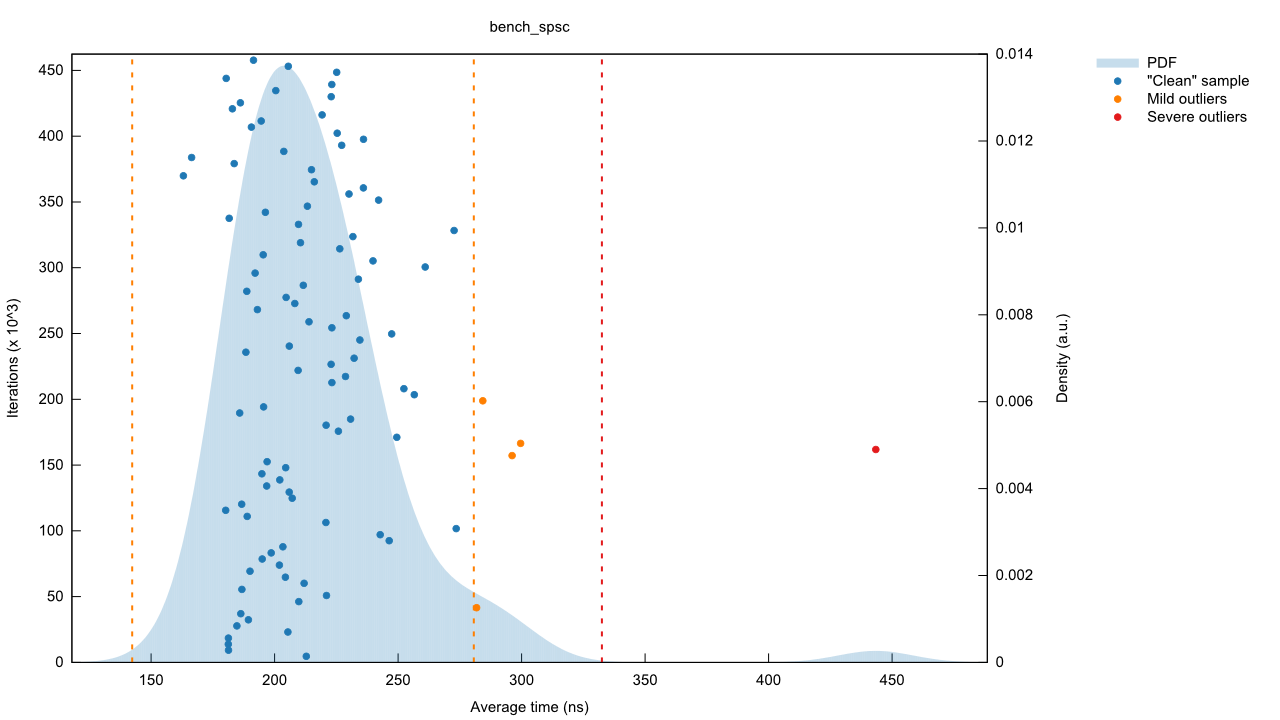 bench_spsc
PDF
"Clean" sample
Mild outliers
Severe outliers
Iterations (x 10^3)
450
400
350
300
250
200
150
100
50
0
0.014
0.012
0.01
0.008
0.006
0.004
0.002
0
Density (a.u.)
150 200 250 300 350 400 450
Average time (ns)